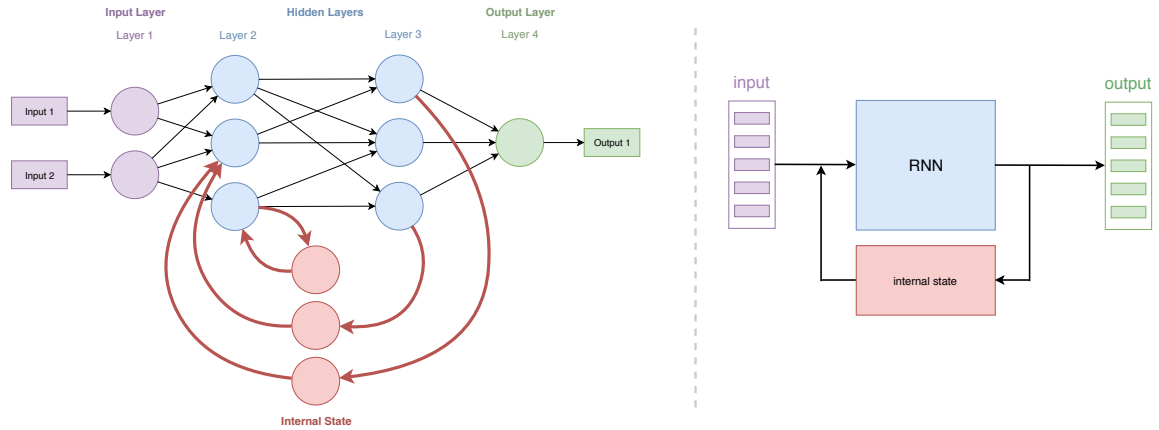 Input Layer
Hidden Layers
Output Layer
Layer 1
Layer 2
Layer 3
Layer 4
Input 1
Input 2
Output 1
Internal State
input
output
RNN
internal state